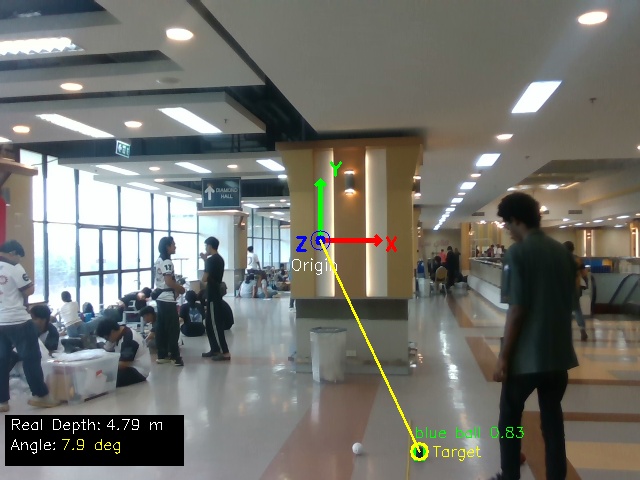 DIAMOND
HALL
Y
Z
X
Origin
blue ball 0.83
Target
Real Depth: 4.79 m
Angle: 7.9 deg